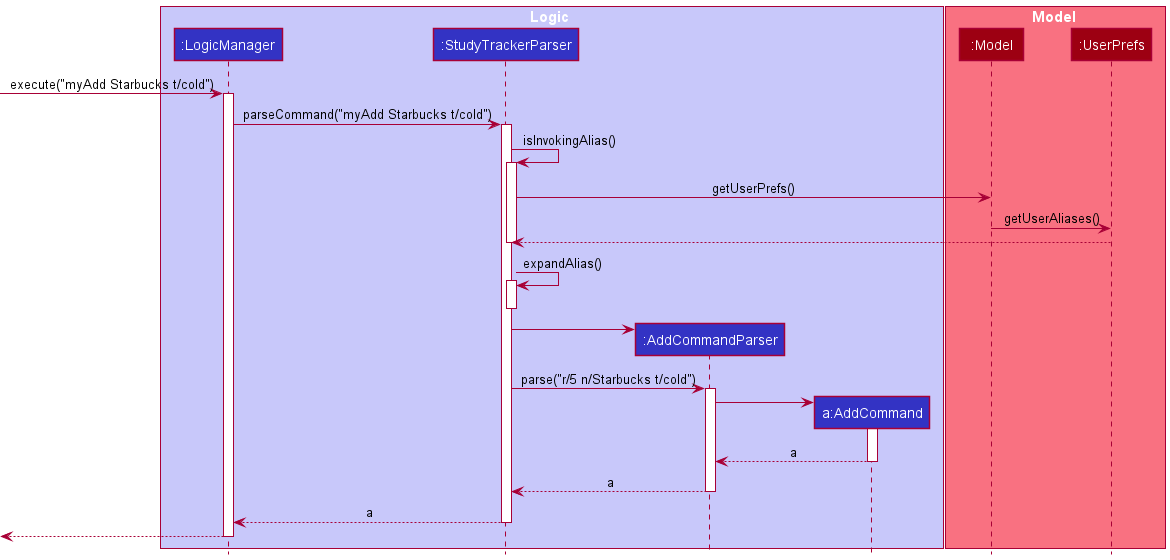 Logic
Model
:LogicManager
:StudyTrackerParser
:Model
:UserPrefs
execute("myAdd Starbucks t/cold")
parseCommand("myAdd Starbucks t/cold")
isInvokingAlias()
getUserPrefs()
getUserAliases()
expandAlias()
:AddCommandParser
parse("r/5 n/Starbucks t/cold")
a:AddCommand
a
a
a